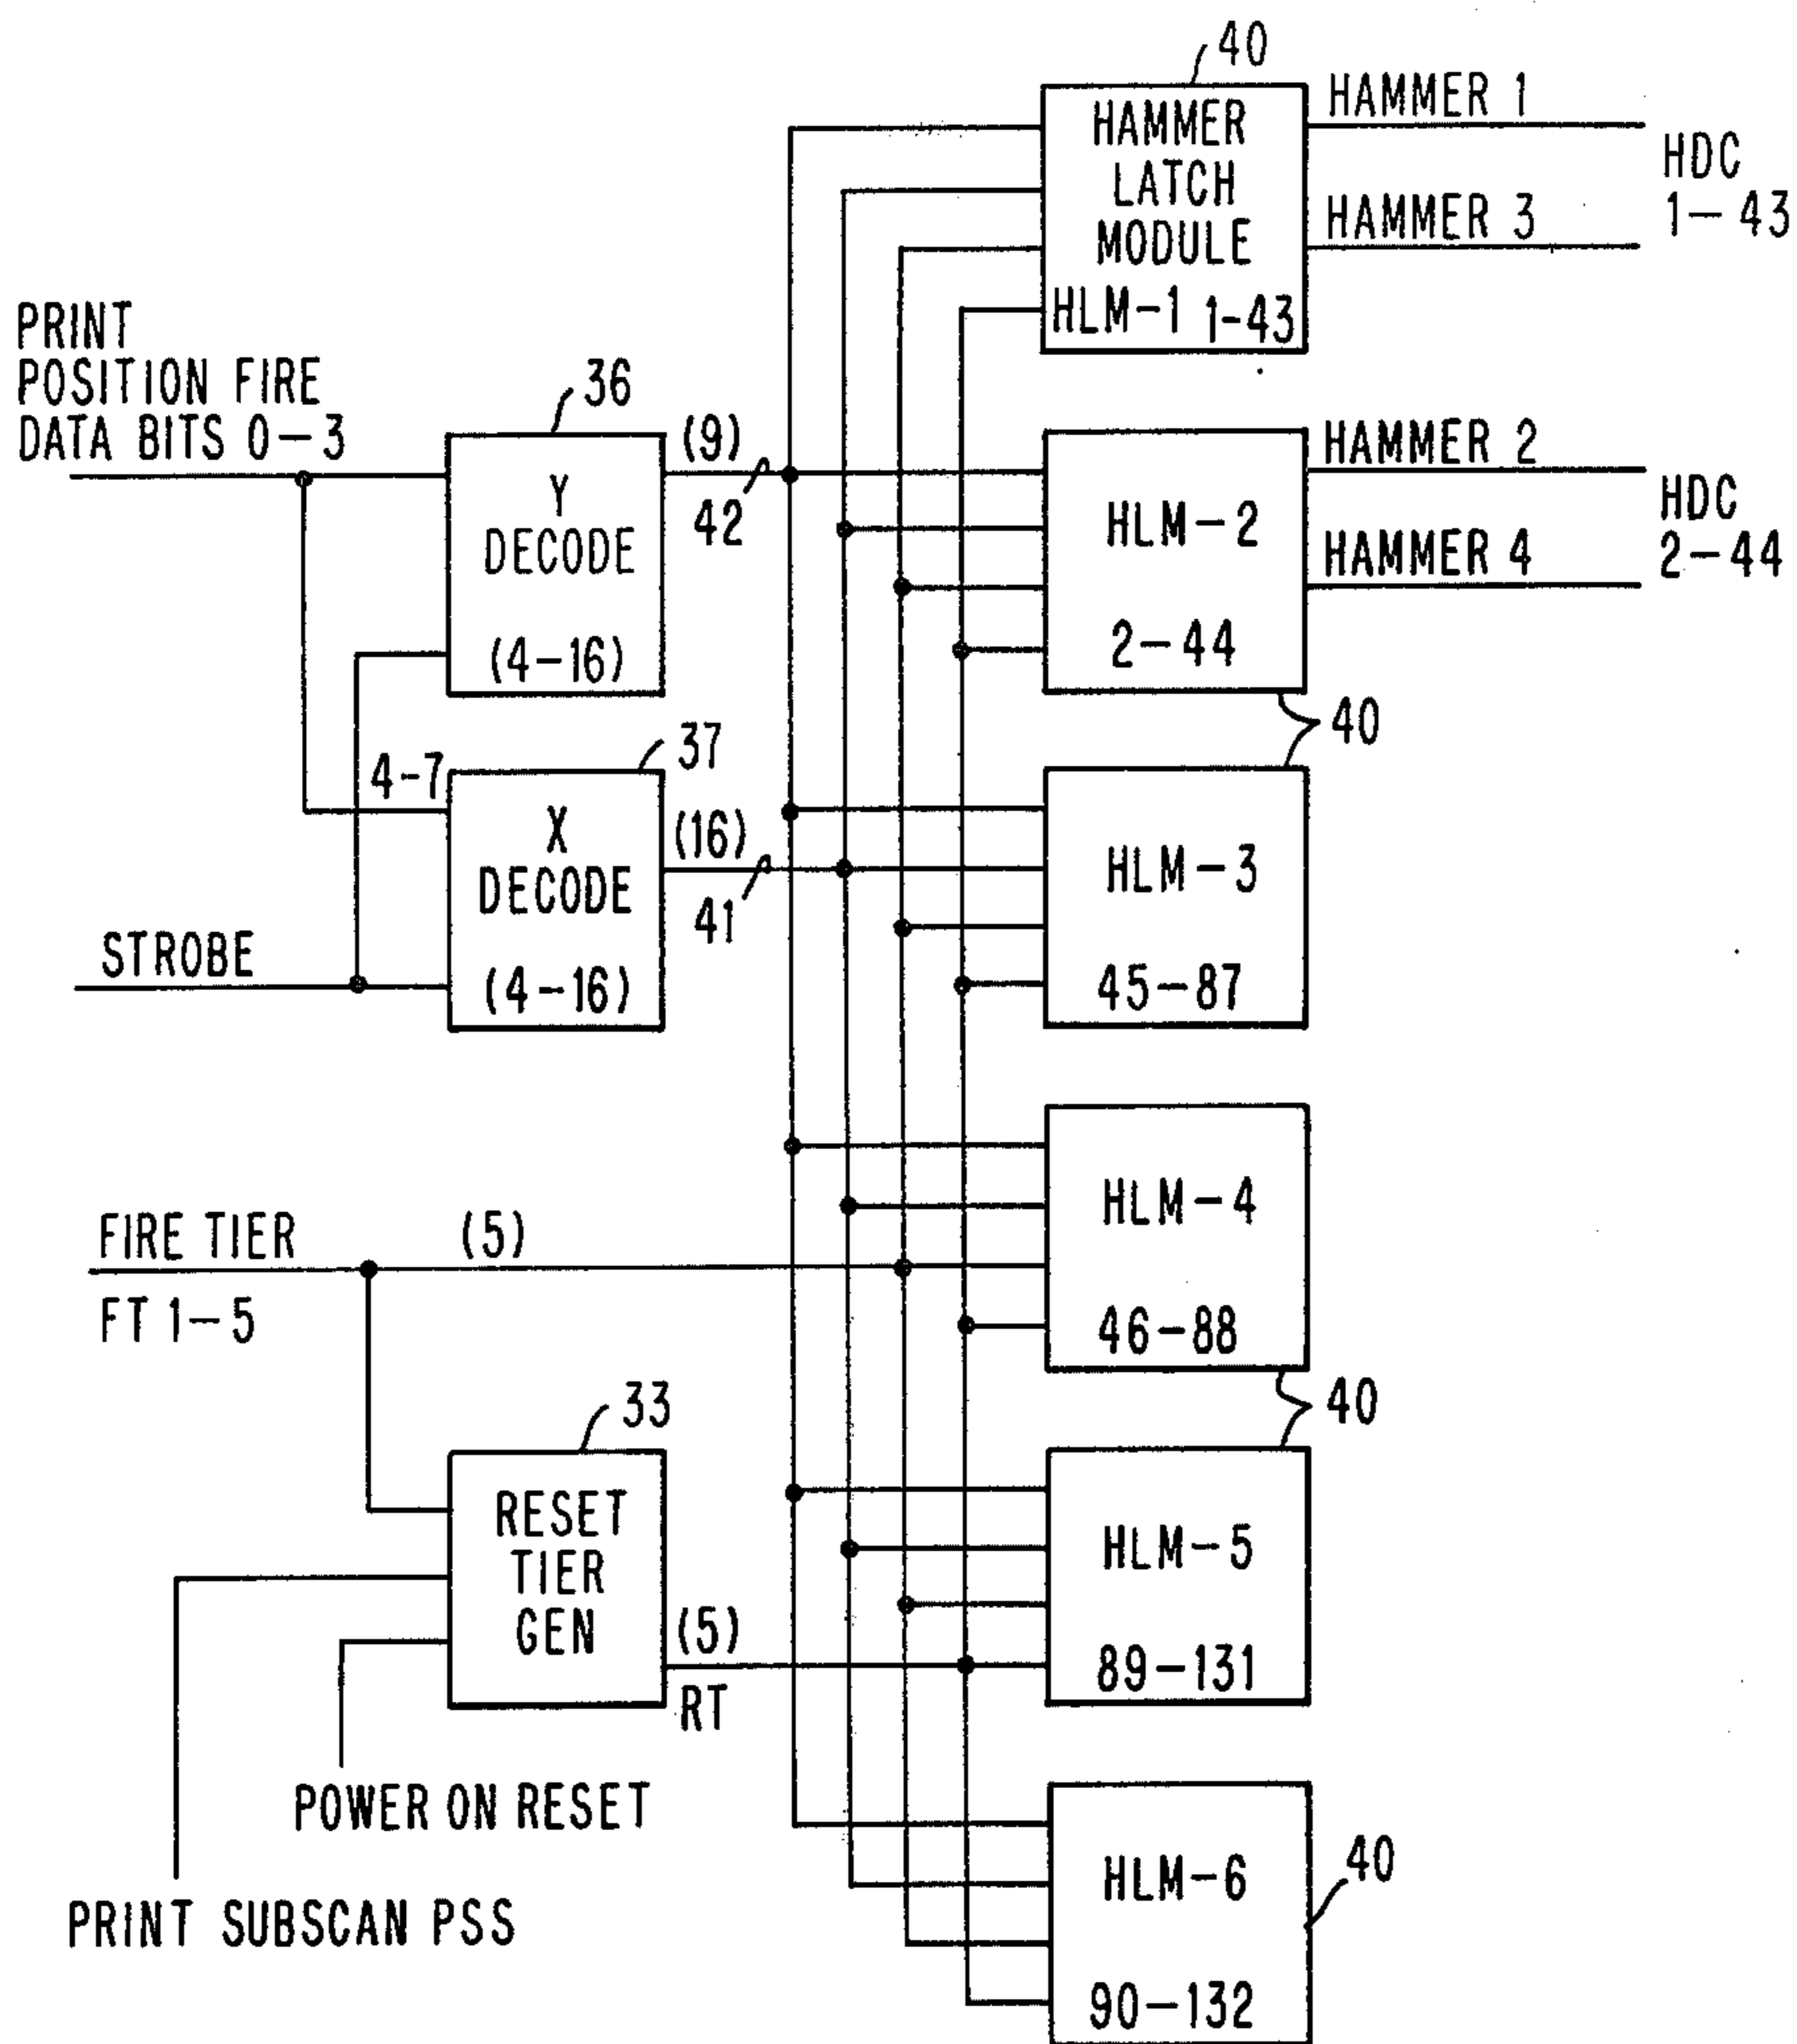 40
HAMMER
LATCH
MODULE
HLM-1 1-43
HAMMER 1
HAMMER 3
HDC
1-43
PRINT
POSITION FIRE
DATA BITS 0-3
36
Y
DECODE
(4-16)
(9)
42
HLM-2
2-44
HAMMER 2
HAMMER 4
HDC
2-44
40
4-7
37
X
DECODE
(4-16)
(16)
41
STROBE
HLM-3
45-87
FIRE TIER
FT 1-5
(5)
HLM-4
46-88
40
33
RESET
TIER
GEN
(5)
RT
HLM-5
89-131
POWER ON RESET
PRINT SUBSCAN PSS
HLM-6
90-132
40